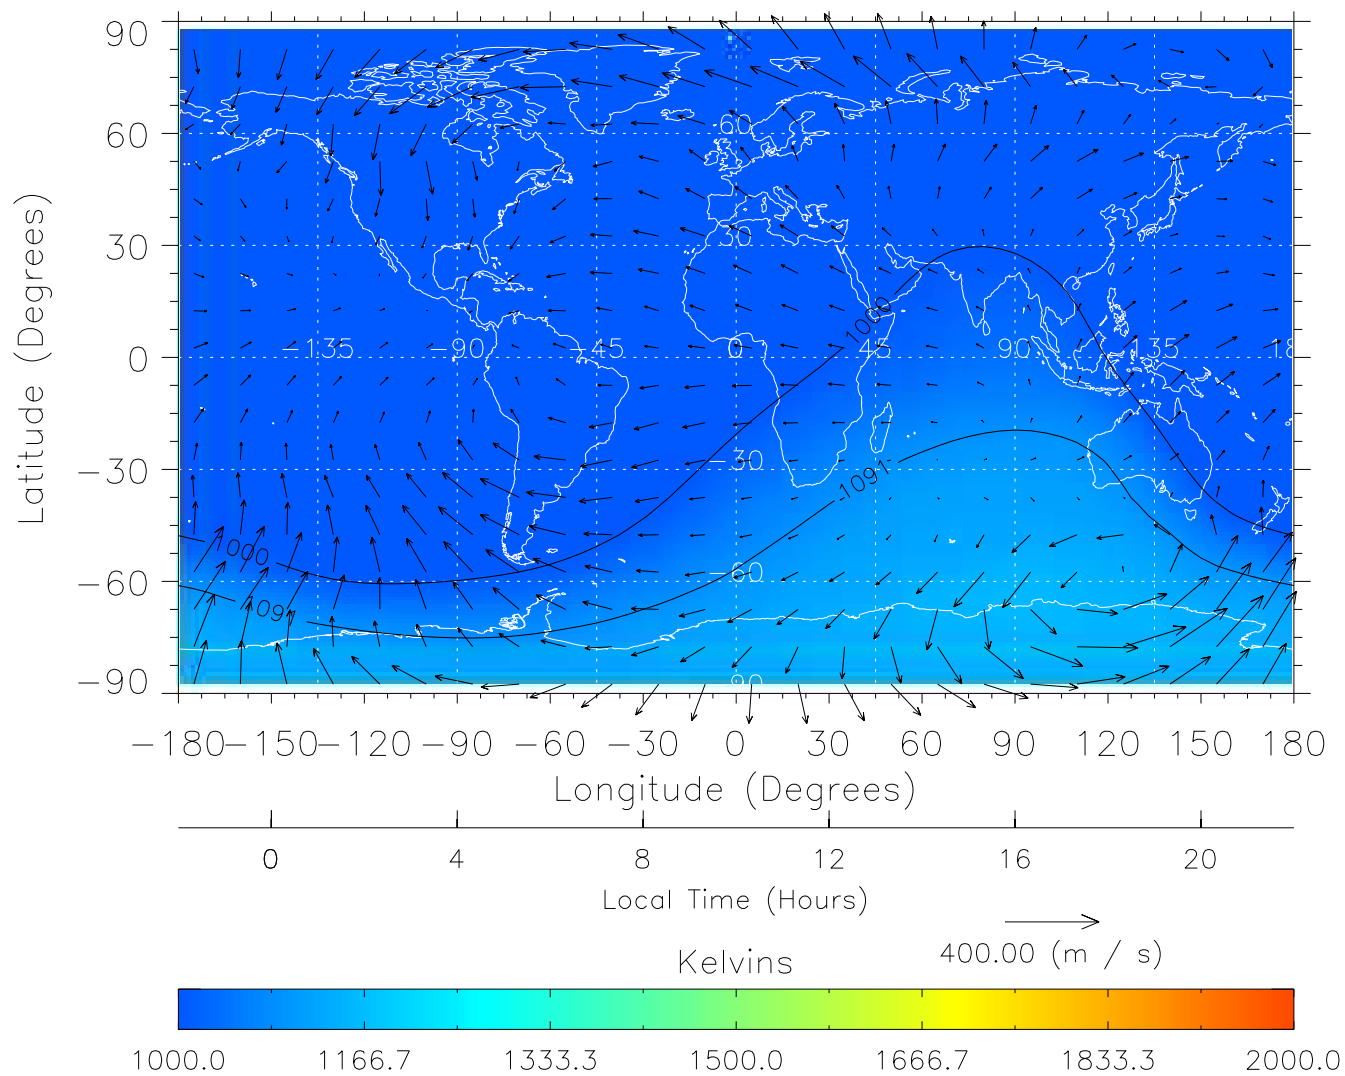 90
60
30
0
−30
−60
−90
Latitude (Degrees)
60
30
−135 −90 −45 0 45 90 135 18
30
−60
90
1000
1091
1000
1091
−180 −150 −120 −90 −60 −30 0 30 60 90 120 150 180
Longitude (Degrees)
0 4 8 12 16 20
Local Time (Hours)
400.00 (m / s)
Kelvins
1000.0 1166.7 1333.3 1500.0 1666.7 1833.3 2000.0